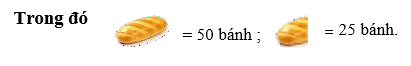 Trong đó = 50 bánh ; = 25 bánh.